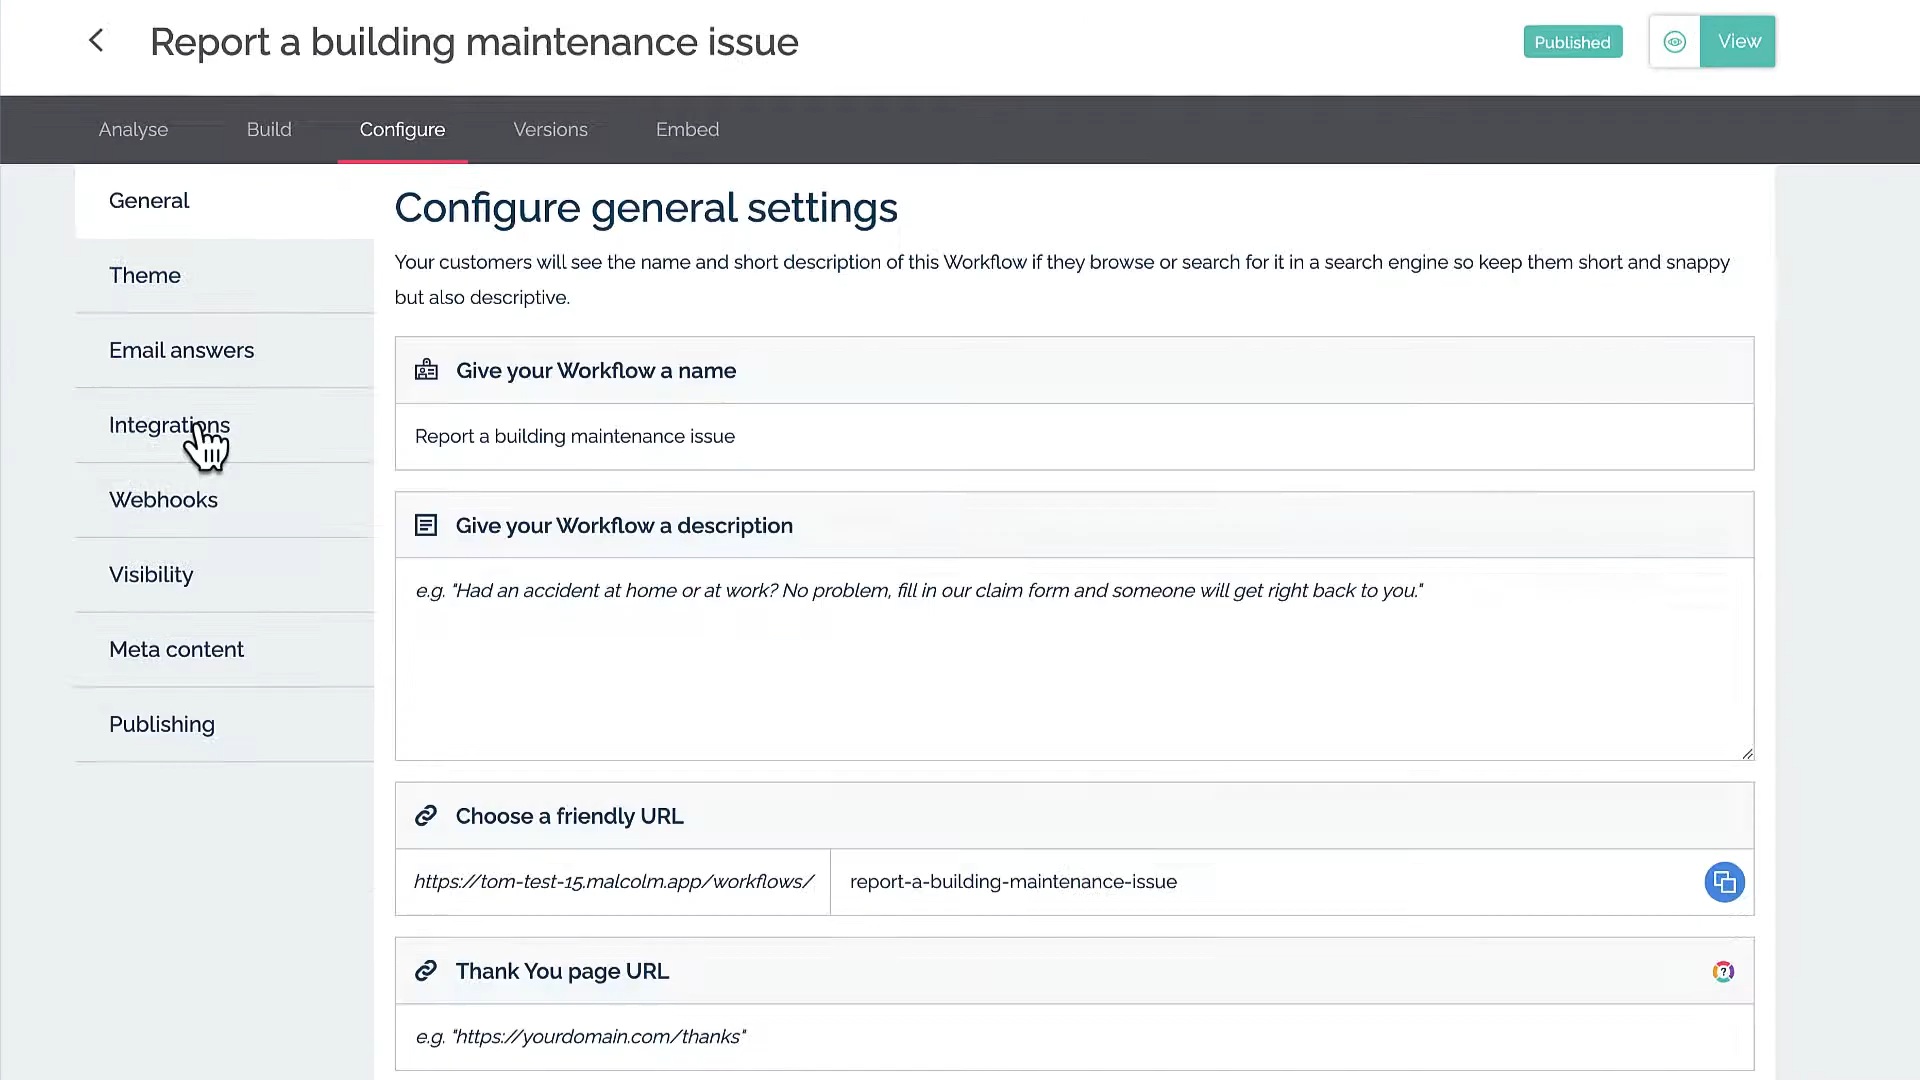 Report a building maintenance issue
Published
View
Analyse
Build
Configure
Versions
Embed
General
Theme
Email answers
Integrations
Webhooks
Visibility
Meta content
Publishing
Configure general settings
Your customers will see the name and short description of this Workflow if they browse or search for it in a search engine so keep them short and snappy
but also descriptive.
Give your Workflow a name
Report a building maintenance issue
Give your Workflow a description
e.g. "Had an accident at home or at work? No problem, fill in our claim form and someone will get right back to you."
Choose a friendly URL
https://tom-test-15.malcolm.app/workflows/
report-a-building-maintenance-issue
Thank You page URL
?
e.g. "https://yourdomain.com/thanks"